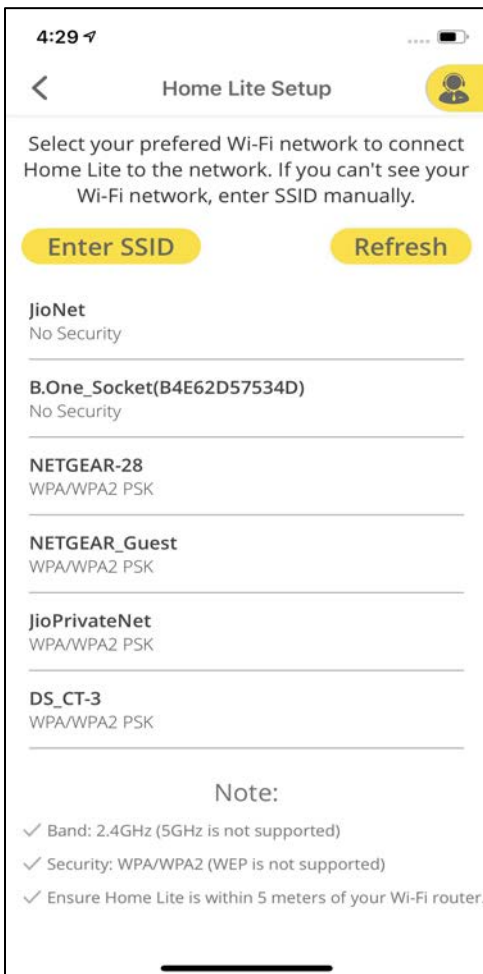 4:29
Home Lite Setup
Select your prefered Wi-Fi network to connect
Home Lite to the network. If you can't see your
Wi-Fi network, enter SSID manually.
Enter SSID Refresh
JioNet
No Security
B.One_Socket(B4E62D57534D)
No Security
NETGEAR-28
WPA/WPA2 PSK
NETGEAR_Guest
WPA/WPA2 PSK
JioPrivateNet
WPA/WPA2 PSK
DS_CT-3
WPA/WPA2 PSK
Note:
Band: 2.4GHz (5GHz is not supported)
Security: WPA/WPA2 (WEP is not supported)
Ensure Home Lite is within 5 meters of your Wi-Fi router.